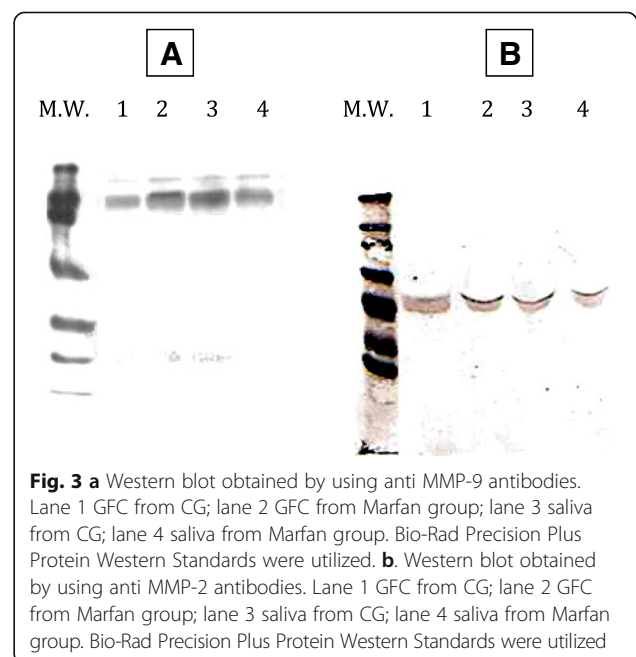 A B
M.W. 1 2 3 4 M.W. 1 2 3 4
Fig. 3 a Western blot obtained by using anti MMP-9 antibodies.
Lane 1 GFC from CG; lane 2 GFC from Marfan group; lane 3 saliva
from CG; lane 4 saliva from Marfan group. Bio-Rad Precision Plus
Protein Western Standards were utilized. b. Western blot obtained
by using anti MMP-2 antibodies. Lane 1 GFC from CG; lane 2 GFC
from Marfan group; lane 3 saliva from CG; lane 4 saliva from Marfan
group. Bio-Rad Precision Plus Protein Western Standards were utilized